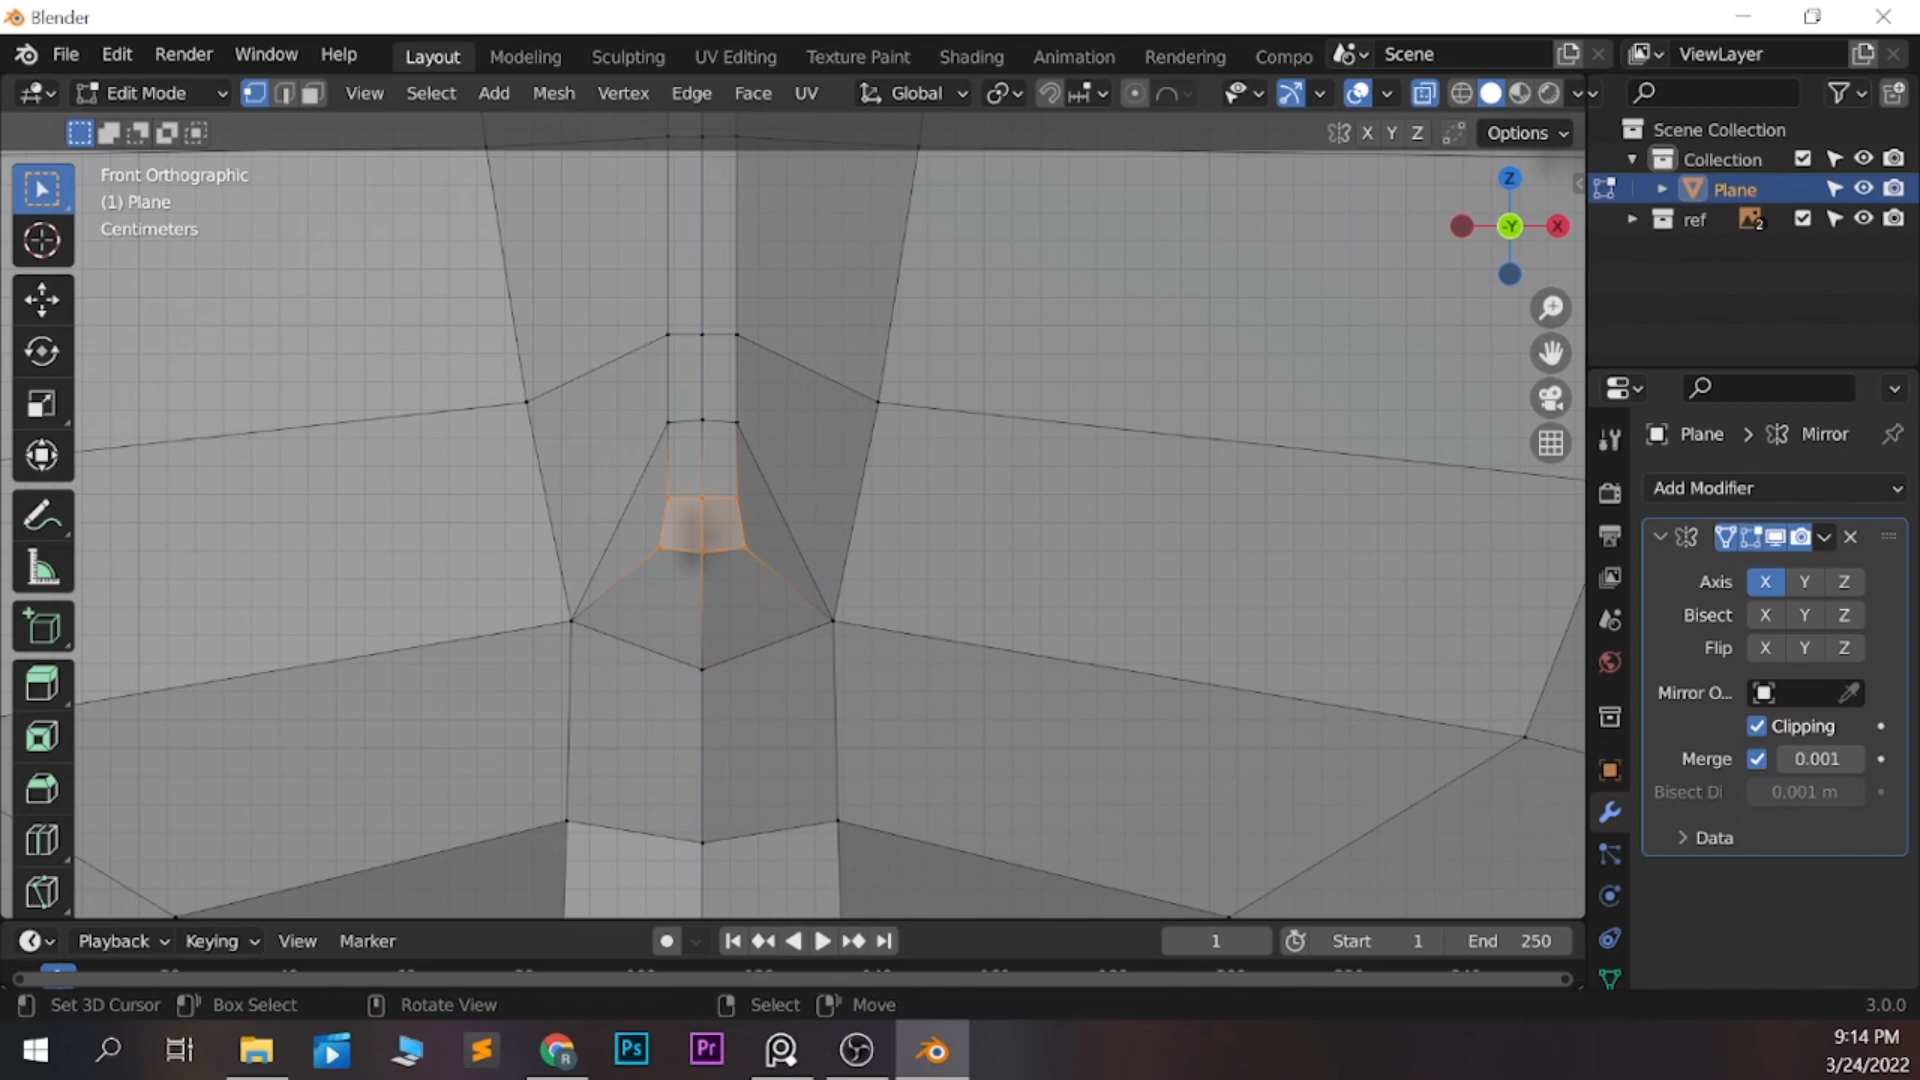 Blender
File Edit Render Window Help Layout Modeling Sculpting UV Editing Texture Paint Shading Animation Rendering Compo Scene ViewLayer
Edit Mode View Select Add Mesh Vertex Edge Face UV Global
X Y Z Options
Scene Collection
Collection
Plane
ref 2
Front Orthographic
(1) Plane
Centimeters
Z
-Y X
Plane > Mirror
Add Modifier
Axis X Y Z
Bisect X Y Z
Flip X Y Z
Mirror O...
Clipping
Merge 0.001
Bisect Di 0.001 m
Data
Playback Keying View Marker 1 Start 1 End 250
Set 3D Cursor Box Select Rotate View Select Move 3.0.0
R Ps Pr
9:14 PM
3/24/2022